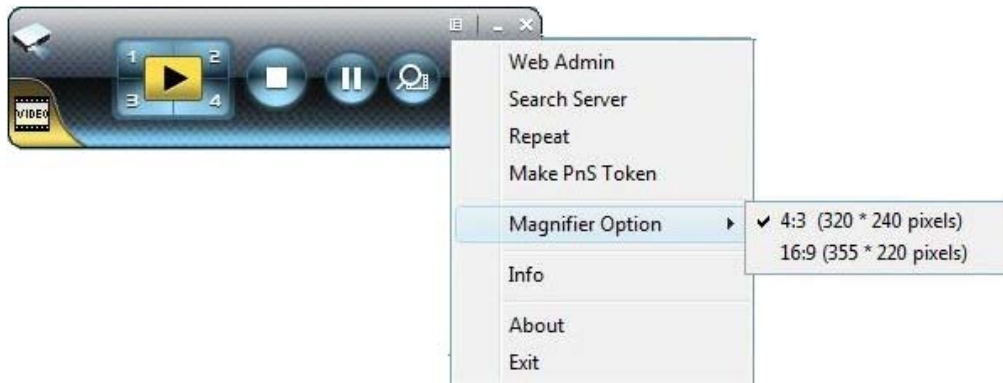 1 2
3 4
VIDEO
Web Admin
Search Server
Repeat
Make PnS Token
Magnifier Option
✔ 4:3 (320 * 240 pixels)
16:9 (355 * 220 pixels)
Info
About
Exit